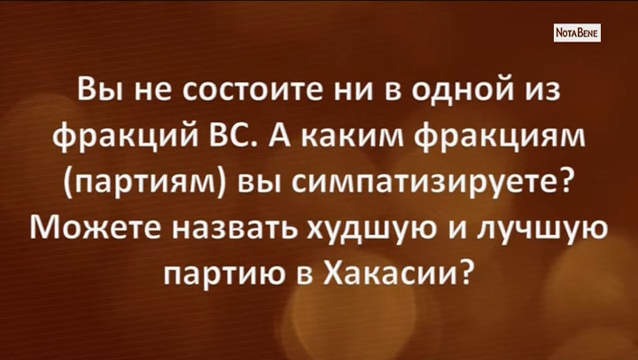 NotaBene
Вы не состоите ни в одной из
фракций ВС. А каким фракциям
(партиям) вы симпатизируете?
Можете назвать худшую и лучшую
партию в Хакасии?